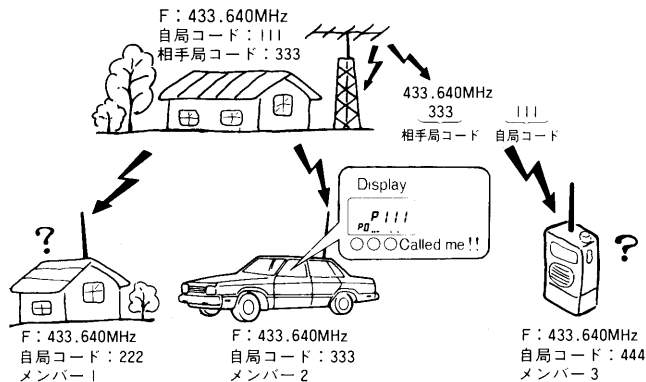 F：433.640MHz
自局コード：111
相手局コード：333
433.640MHz
333 111
相手局コード 自局コード
Display
P111
PO
○○○Called me!!
?
?
F：433.640MHz
自局コード：222
メンバー1
F：433.640MHz
自局コード：333
メンバー2
F：433.640MHz
自局コード：444
メンバー3